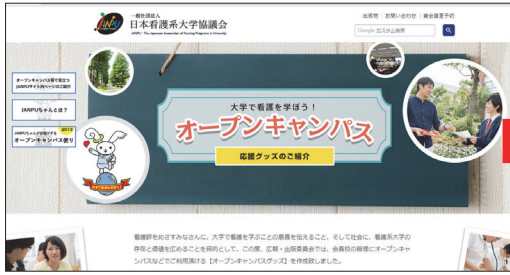 一般社団法人
日本看護系大学協議会
JANPU : The Japanese Association of Nursing Programs in University
出版物 お問い合わせ 貴会議室予約
Google カスタム検索
オープンキャンパス等で役立つ
JANPUサイト内ページのご紹介
JANPUちゃんとは？
JANPUちゃんが紹介する 2013
オープンキャンパス便り
大学で看護を学ぼう！
オープンキャンパス
応援グッズのご紹介
看護師をめざすみなさんに、大学で看護を学ぶことの意義を伝えること、そして社会に、看護系大学の
存在と価値を広めることを目的として、この度、広報・出版委員会では、会員校の皆様にオープンキャ
ンパスなどでご利用頂ける【オープンキャンパスグッズ】を作成致しました。